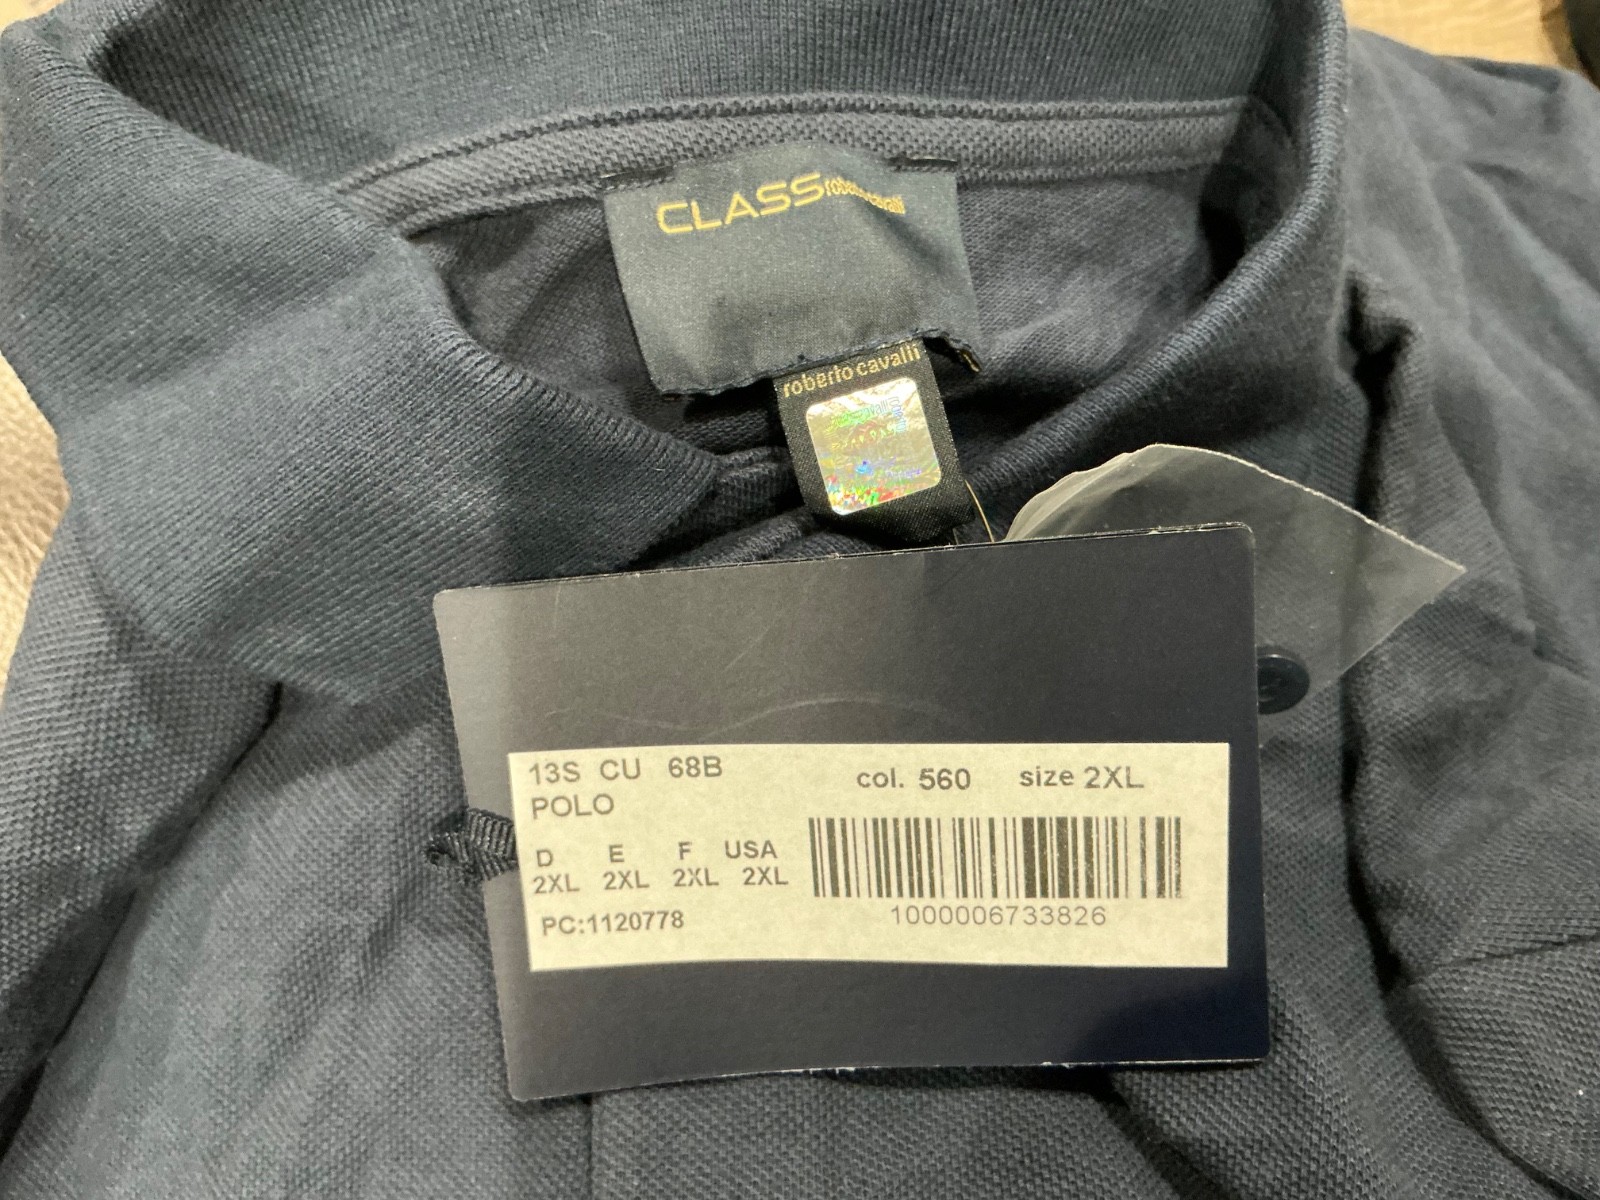 CLASS roberto cavalli
roberto cavalli
13S CU 68B
POLO
col. 560 size 2XL
D E F USA
2XL 2XL 2XL 2XL
PC:1120778
1000006733826